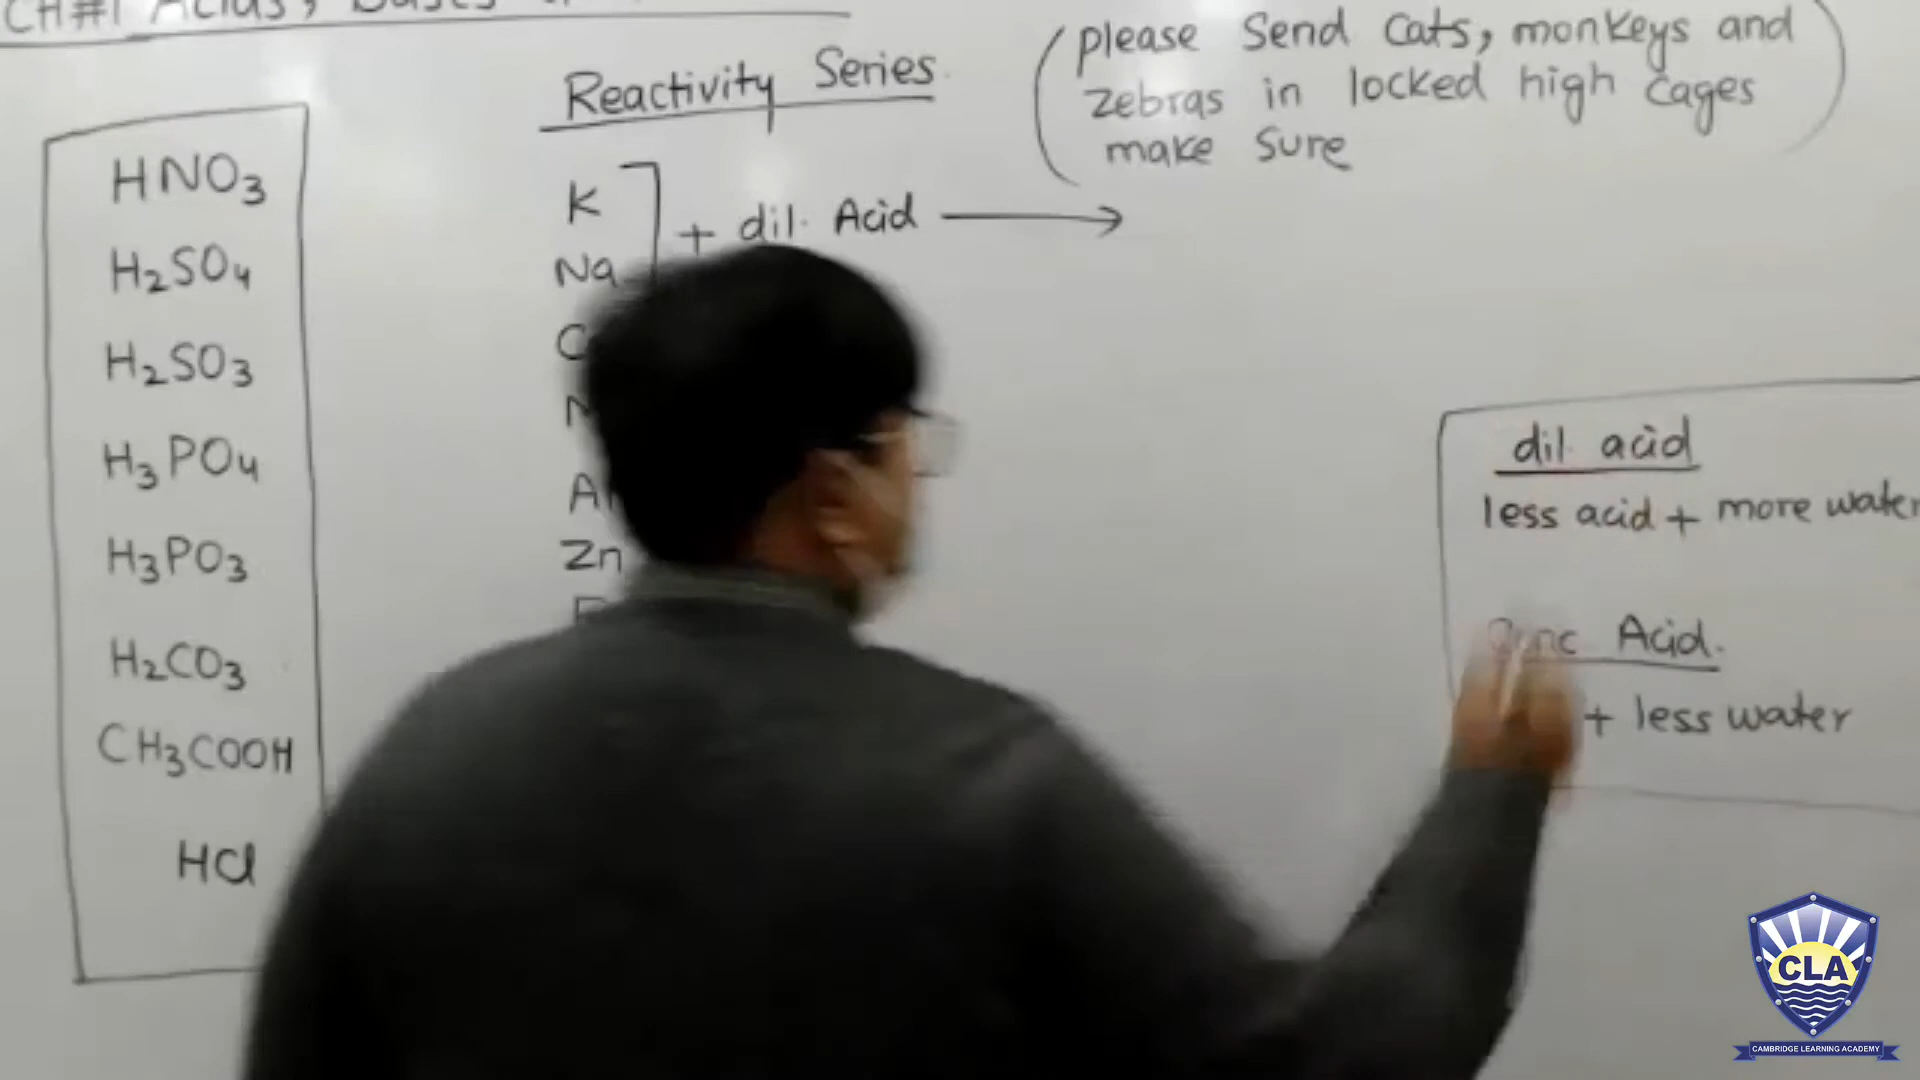 CH#1 Acids, Bases
Reactivity Series
(please Send Cats, monkeys and
zebras in locked high cages
make sure)
HNO3
H2SO4
H2SO3
H3PO4
H3PO3
H2CO3
CH3COOH
HCl
K
Na
+ dil. Acid →
Zn
dil. acid
less acid + more water
Conc Acid.
+ less water
CLA
CAMBRIDGE LEARNING ACADEMY